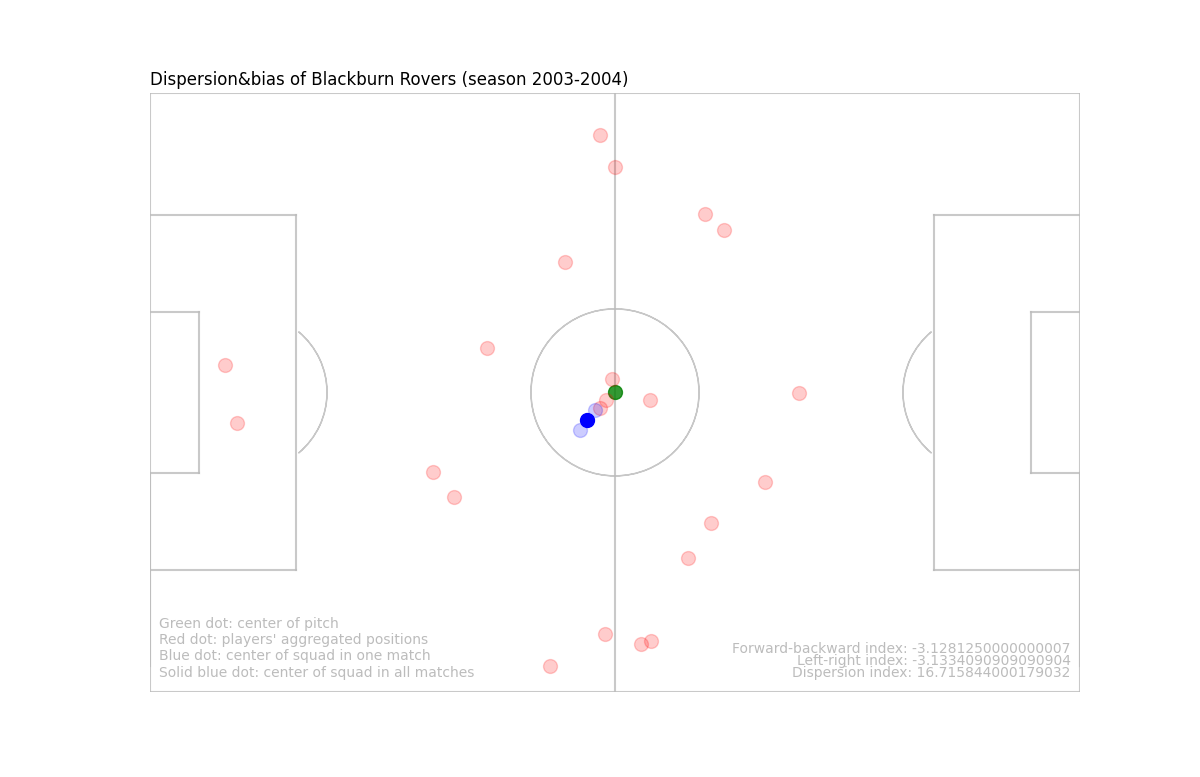 Dispersion&bias of Blackburn Rovers (season 2003-2004)
Green dot: center of pitch
Red dot: players' aggregated positions
Blue dot: center of squad in one match
Solid blue dot: center of squad in all matches
Forward-backward index: -3.1281250000000007
Left-right index: -3.1334090909090904
Dispersion index: 16.715844000179032